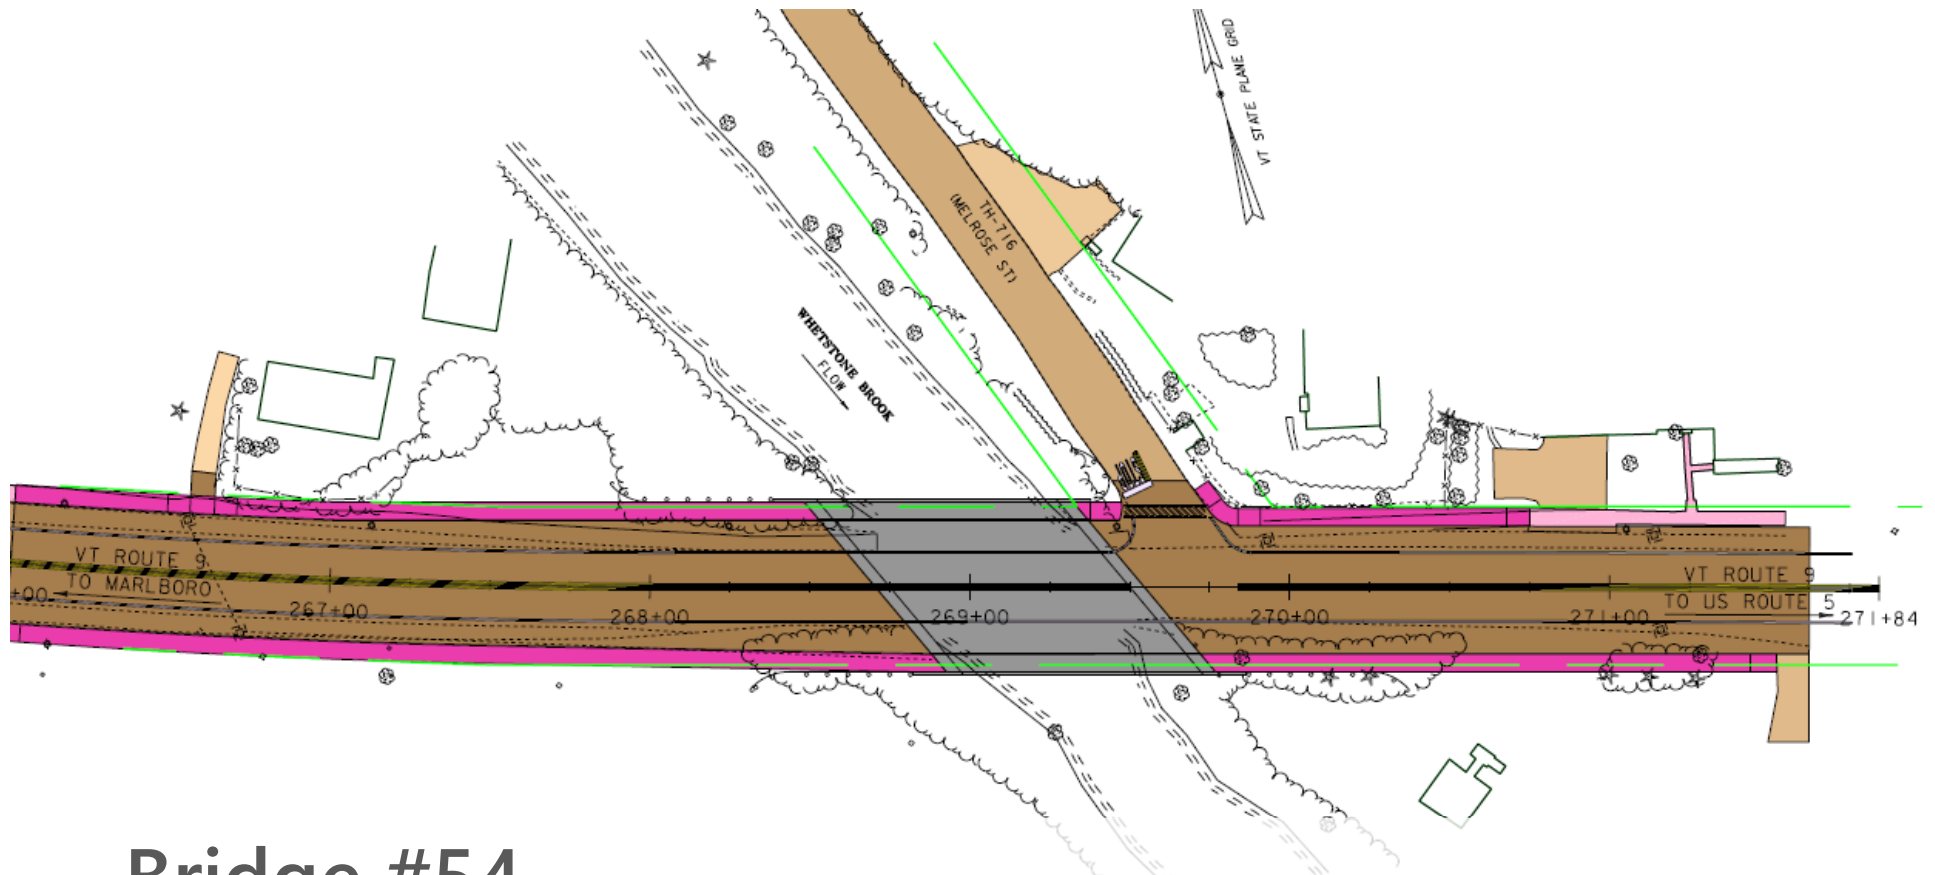 VT STATE PLANE GRID
TH-716
(MELROSE ST)
WHETSTONE BROOK
FLOW
VT ROUTE 9
TO MARLBORO
+00
267+00
268+00
269+00
270+00
271+00
VT ROUTE 9
TO US ROUTE 5
271+84
Bridge #54